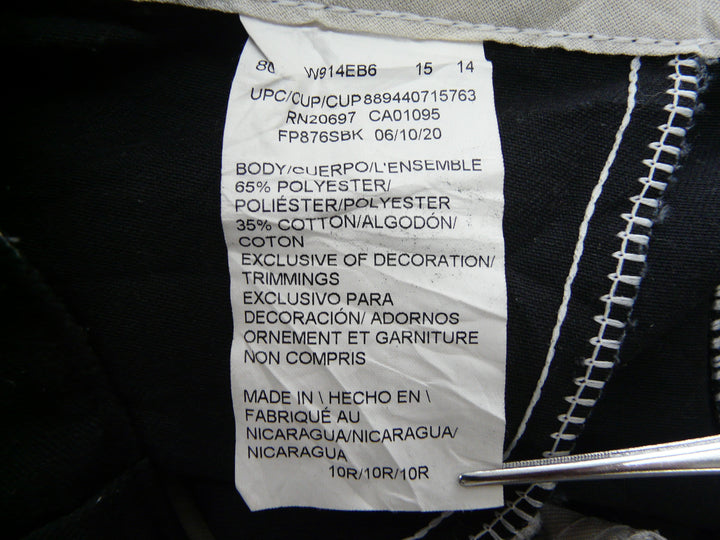 80 W914EB6 15 14
UPC/CUP/CUP889440715763
RN20697 CA01095
FP876SBK 06/10/20
BODY/CUERPO/L'ENSEMBLE
65% POLYESTER/
POLIÉSTER/POLYESTER
35% COTTON/ALGODÓN/
COTON
EXCLUSIVE OF DECORATION/
TRIMMINGS
EXCLUSIVO PARA
DECORACIÓN/ ADORNOS
ORNEMENT ET GARNITURE
NON COMPRIS
MADE IN \ HECHO EN \
FABRIQUÉ AU
NICARAGUA/NICARAGUA/
NICARAGUA
10R/10R/10R